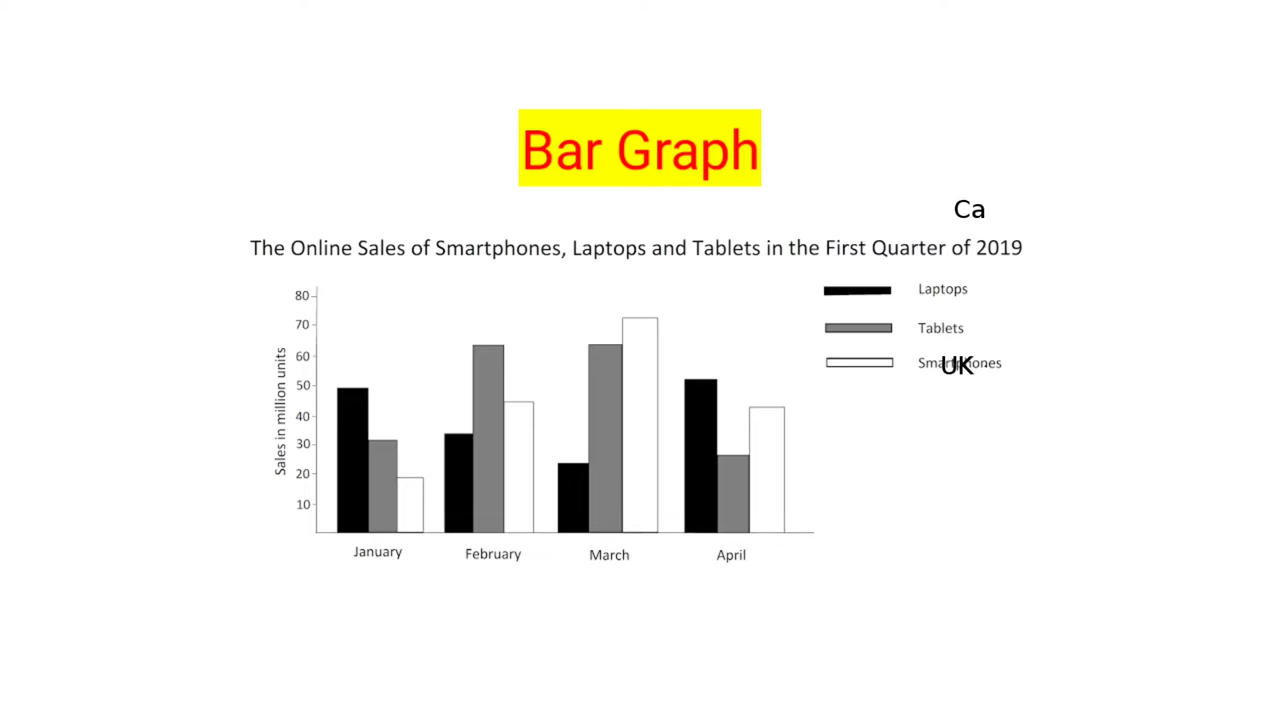 Bar Graph
Ca
The Online Sales of Smartphones, Laptops and Tablets in the First Quarter of 2019
Laptops
Tablets
Smartphones
UK
Sales in million units
80
70
60
50
40
30
20
10
January
February
March
April